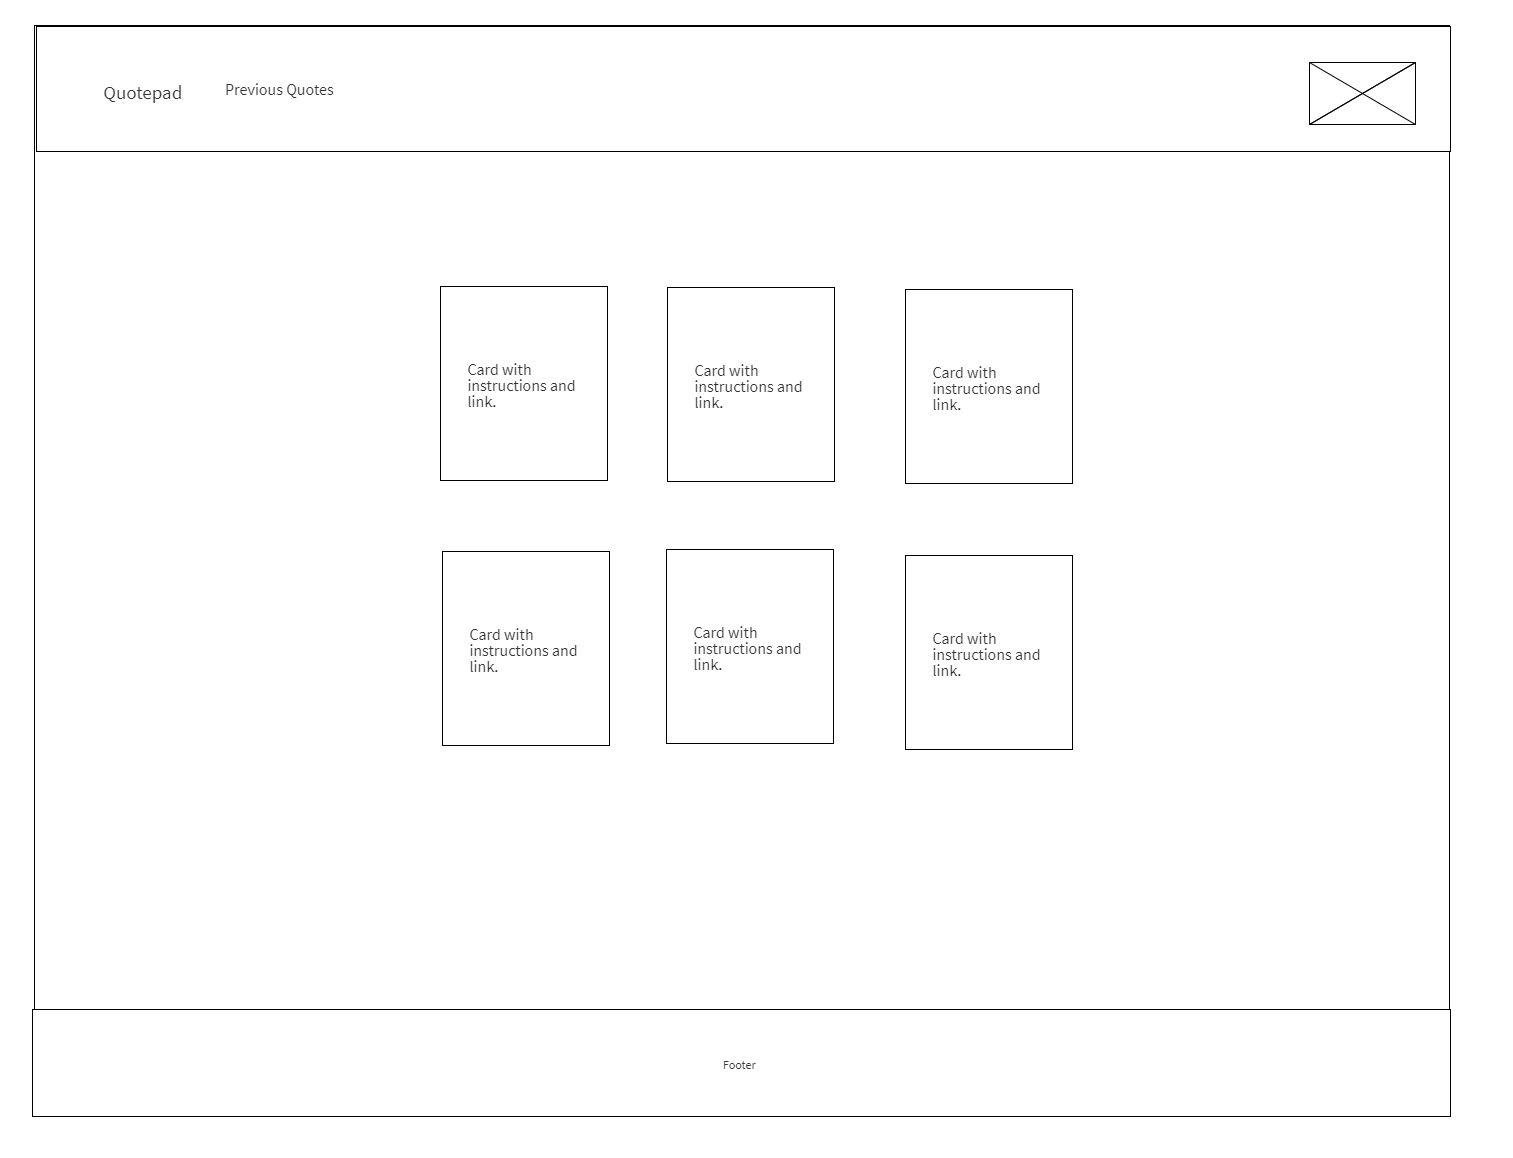 Quotepad
Previous Quotes
Card with
instructions and
link.
Card with
instructions and
link.
Card with
instructions and
link.
Card with
instructions and
link.
Card with
instructions and
link.
Card with
instructions and
link.
Footer